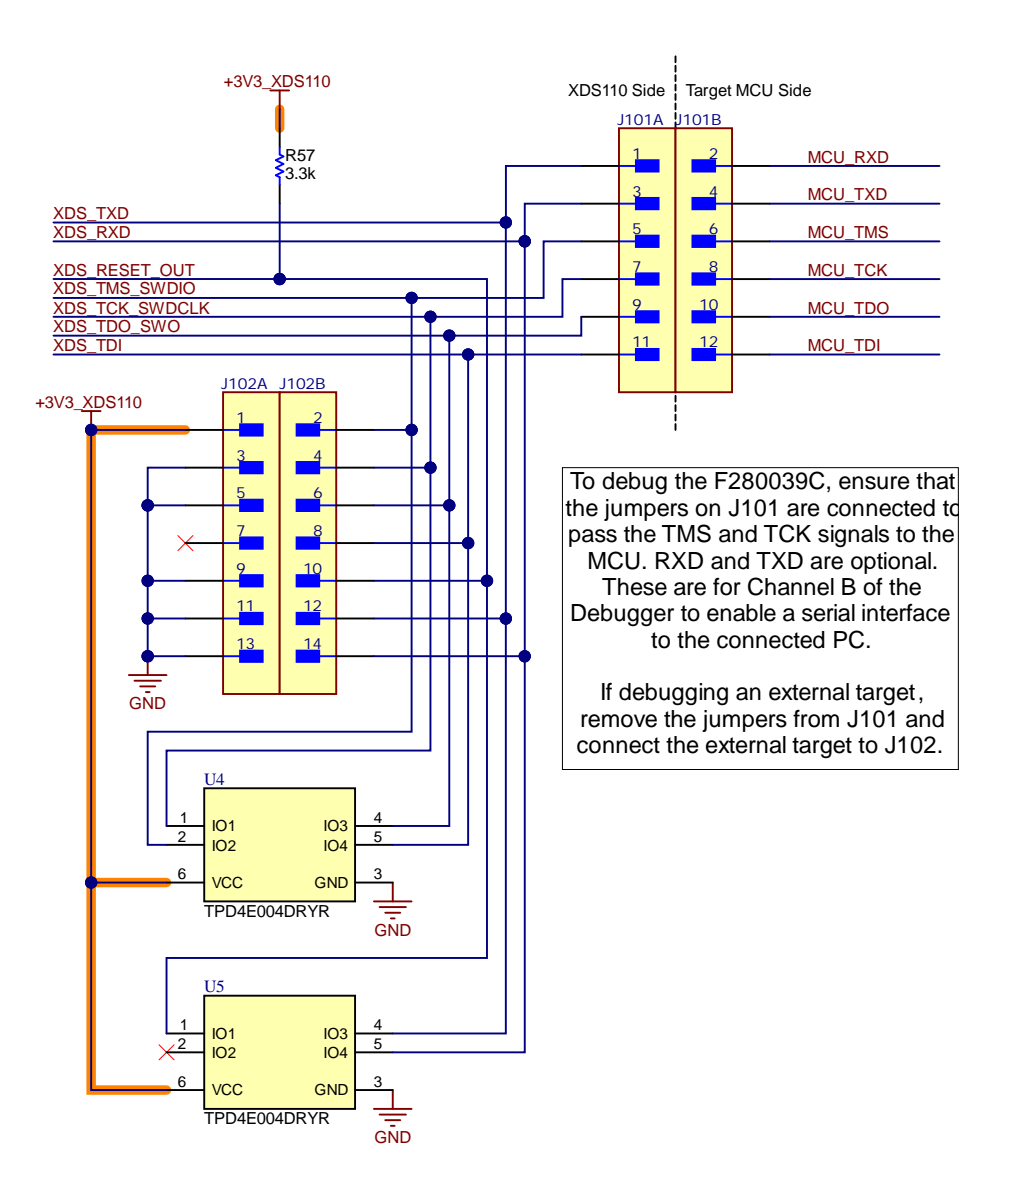 +3V3_XDS110
XDS110 Side
Target MCU Side
J101A
J101B
R57
3.3k
1
2
MCU_RXD
3
4
MCU_TXD
XDS_TXD
XDS_RXD
5
6
MCU_TMS
XDS_RESET_OUT
7
8
MCU_TCK
XDS_TMS_SWDIO
XDS_TCK_SWDCLK
9
10
MCU_TDO
XDS_TDO_SWO
XDS_TDI
11
12
MCU_TDI
J102A
J102B
+3V3_XDS110
1
2
3
4
5
6
7
8
9
10
11
12
13
14
GND
To debug the F280039C, ensure that
the jumpers on J101 are connected to
pass the TMS and TCK signals to the
MCU. RXD and TXD are optional.
These are for Channel B of the
Debugger to enable a serial interface
to the connected PC.
If debugging an external target,
remove the jumpers from J101 and
connect the external target to J102.
U4
1
IO1
IO3
4
2
IO2
IO4
5
6
VCC
GND
3
TPD4E004DRYR
GND
U5
1
IO1
IO3
4
2
IO2
IO4
5
6
VCC
GND
3
TPD4E004DRYR
GND